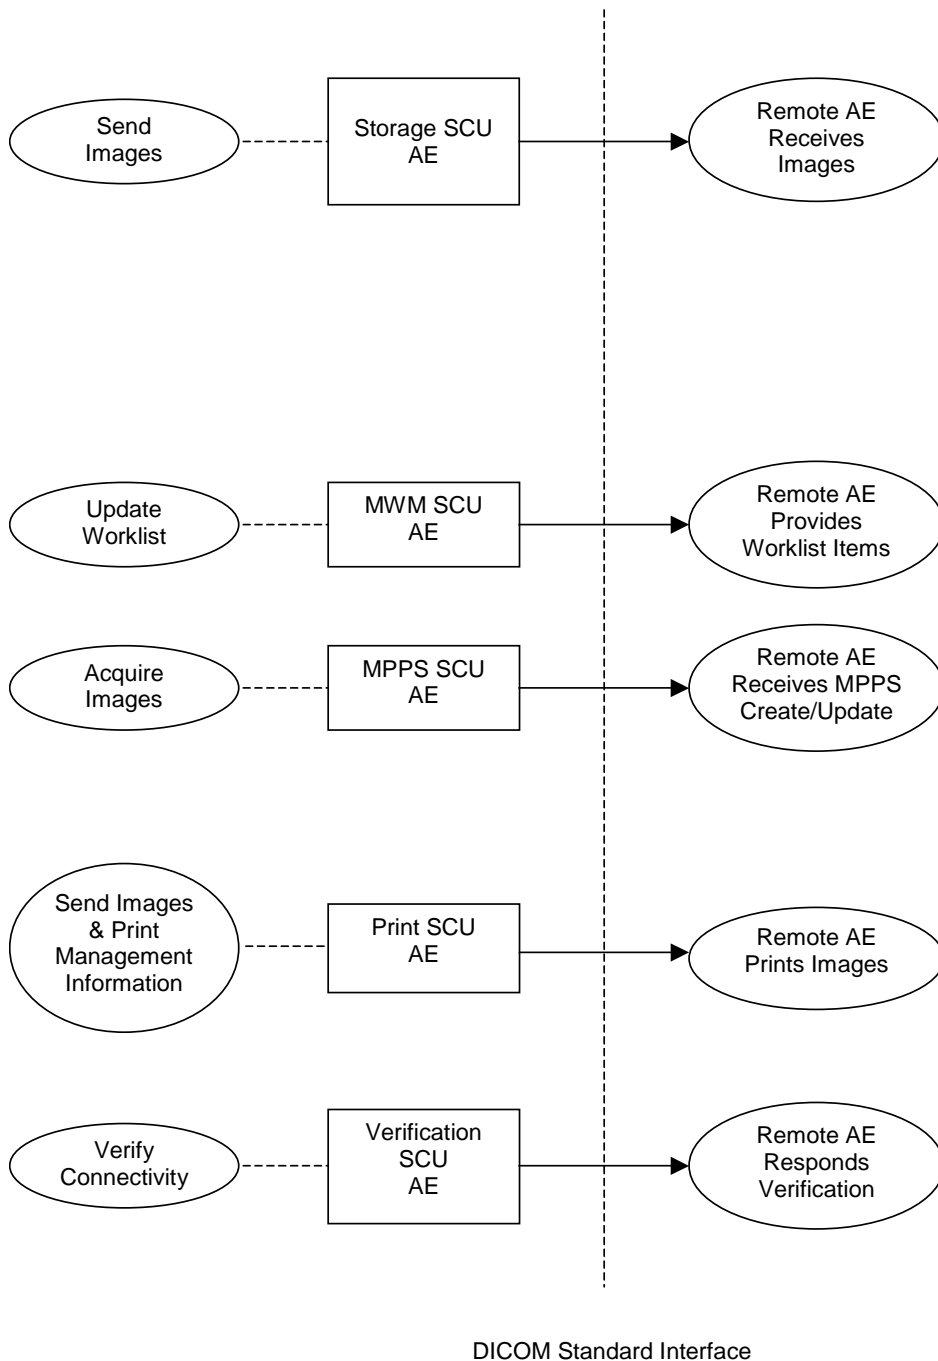 Send
Images
Storage SCU
AE
Remote AE
Receives
Images
Update
Worklist
MWM SCU
AE
Remote AE
Provides
Worklist Items
Acquire
Images
MPPS SCU
AE
Remote AE
Receives MPPS
Create/Update
Send Images
& Print
Management
Information
Print SCU
AE
Remote AE
Prints Images
Verify
Connectivity
Verification
SCU
AE
Remote AE
Responds
Verification
DICOM Standard Interface